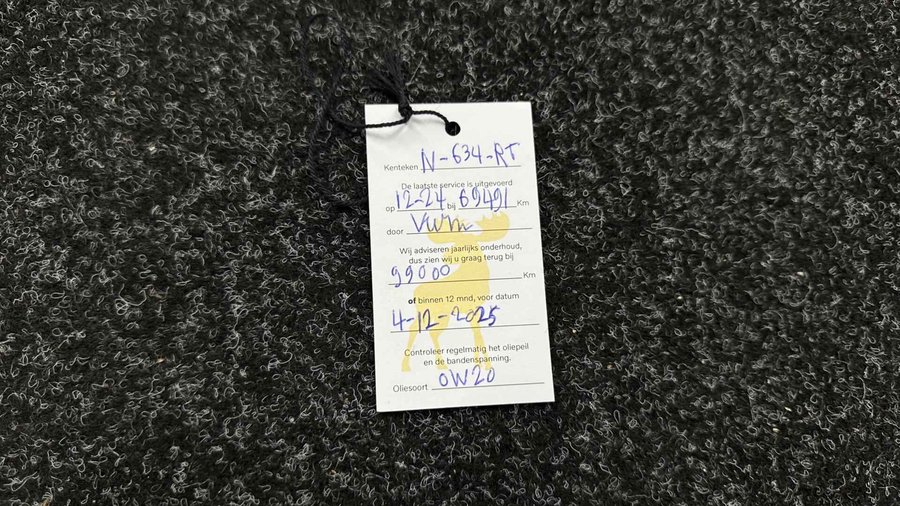 Kenteken N-634-RT
De laatste service is uitgevoerd
op 12-24 bij 69491 Km
door VWM
Wij adviseren jaarlijks onderhoud,
dus zien wij u graag terug bij
99000 Km
of binnen 12 mnd, voor datum
4-12-2025
Controleer regelmatig het oliepeil
en de bandenspanning.
Oliesoort 0W20